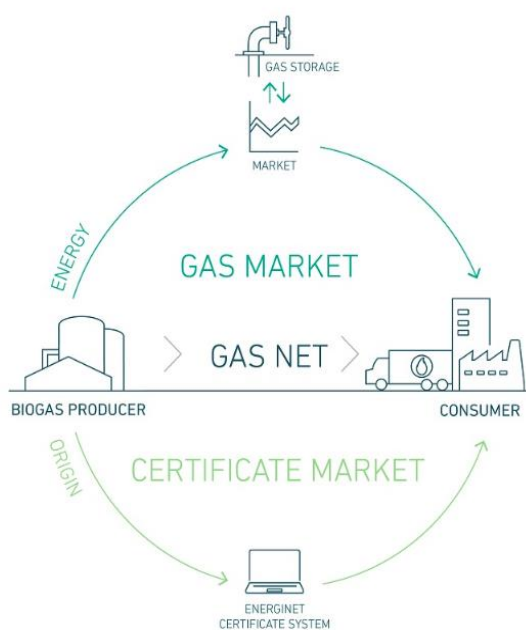 GAS STORAGE
MARKET
ENERGY
GAS MARKET
GAS NET
BIOGAS PRODUCER
CONSUMER
ORIGIN
CERTIFICATE MARKET
ENERGINET
CERTIFICATE SYSTEM